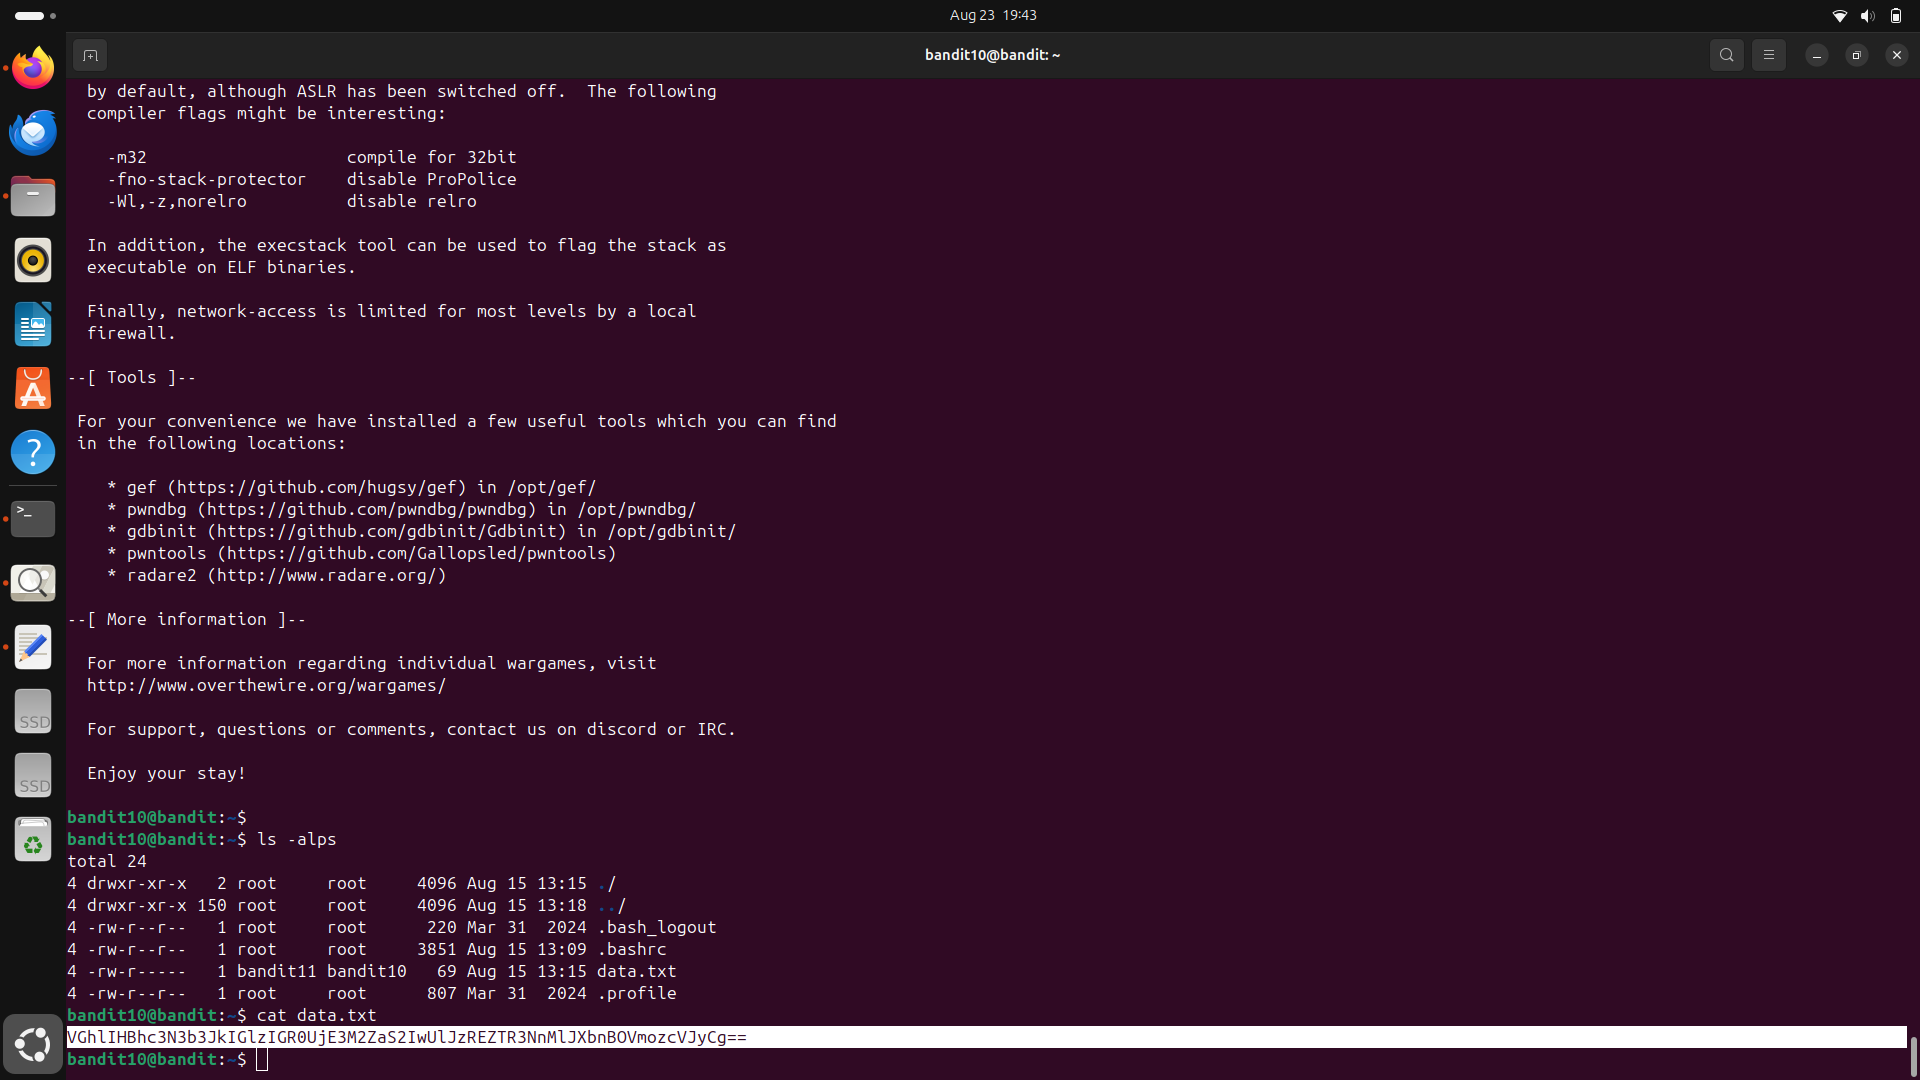 Aug 23 19:43
bandit10@bandit: ~
by default, although ASLR has been switched off.  The following
compiler flags might be interesting:
-m32                    compile for 32bit
-fno-stack-protector    disable ProPolice
-Wl,-z,norelro          disable relro
In addition, the execstack tool can be used to flag the stack as
executable on ELF binaries.
Finally, network-access is limited for most levels by a local
firewall.
--[ Tools ]--
For your convenience we have installed a few useful tools which you can find
in the following locations:
* gef (https://github.com/hugsy/gef) in /opt/gef/
* pwndbg (https://github.com/pwndbg/pwndbg) in /opt/pwndbg/
* gdbinit (https://github.com/gdbinit/Gdbinit) in /opt/gdbinit/
* pwntools (https://github.com/Gallopsled/pwntools)
* radare2 (http://www.radare.org/)
--[ More information ]--
For more information regarding individual wargames, visit
http://www.overthewire.org/wargames/
For support, questions or comments, contact us on discord or IRC.
Enjoy your stay!
bandit10@bandit:~$
bandit10@bandit:~$ ls -alps
total 24
4 drwxr-xr-x   2 root     root     4096 Aug 15 13:15 ./
4 drwxr-xr-x 150 root     root     4096 Aug 15 13:18 ../
4 -rw-r--r--   1 root     root      220 Mar 31  2024 .bash_logout
4 -rw-r--r--   1 root     root     3851 Aug 15 13:09 .bashrc
4 -rw-r-----   1 bandit11 bandit10   69 Aug 15 13:15 data.txt
4 -rw-r--r--   1 root     root      807 Mar 31  2024 .profile
bandit10@bandit:~$ cat data.txt
VGhlIHBhc3N3b3JkIGlzIGR0UjE3M2ZaS2IwUlJzREZTR3NnMlJXbnBOVmozcVJyCg==
bandit10@bandit:~$
SSD
SSD